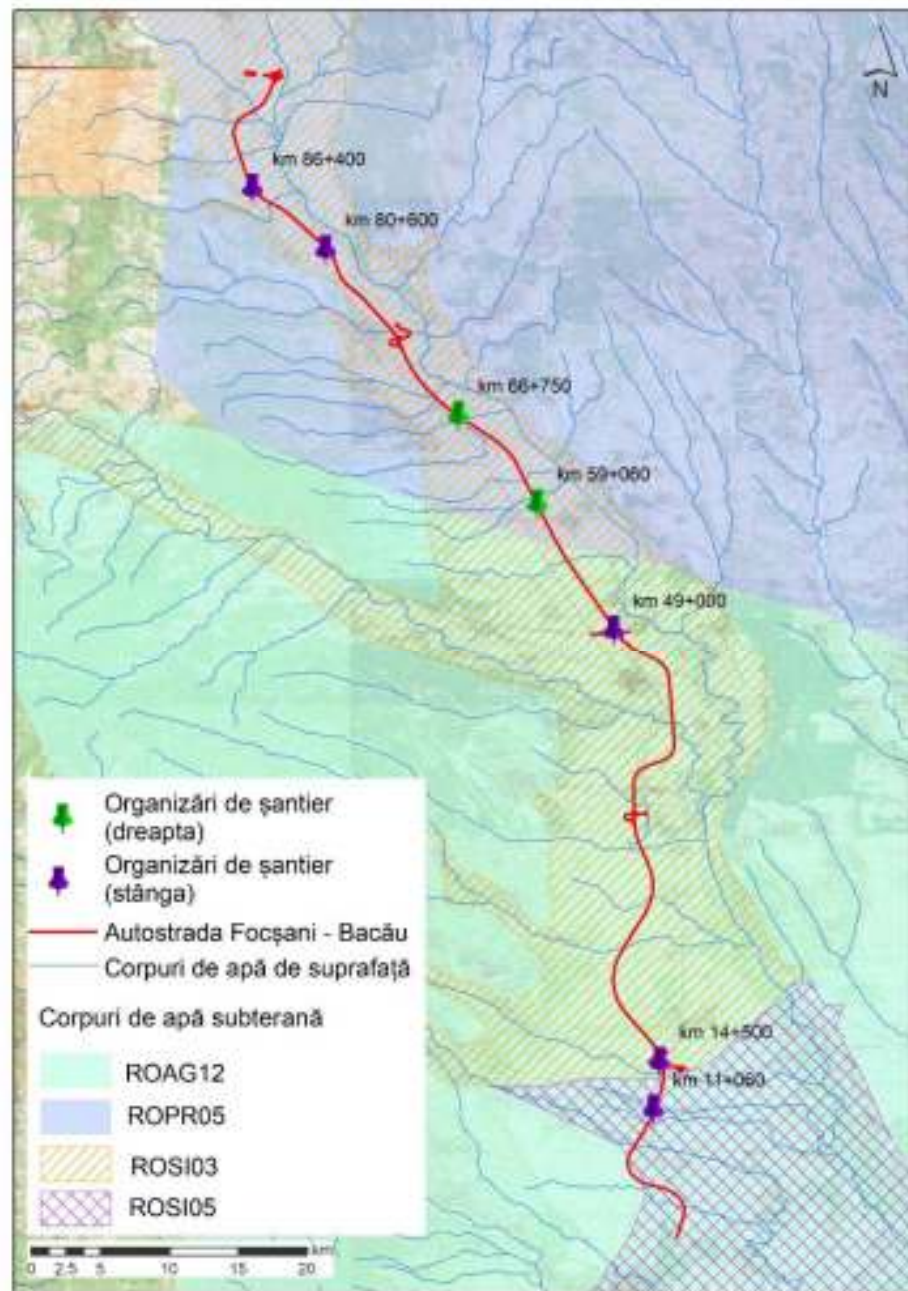 N
km 86+400
km 80+600
km 66+750
km 59+060
km 49+000
km 14+500
km 11+060
Organizări de șantier
(dreapta)
Organizări de șantier
(stânga)
Autostrada Focșani - Bacău
Corpuri de apă de suprafață
Corpuri de apă subterană
ROAG12
ROPR05
ROSI03
ROSI05
km
0 2.5 5 10 15 20